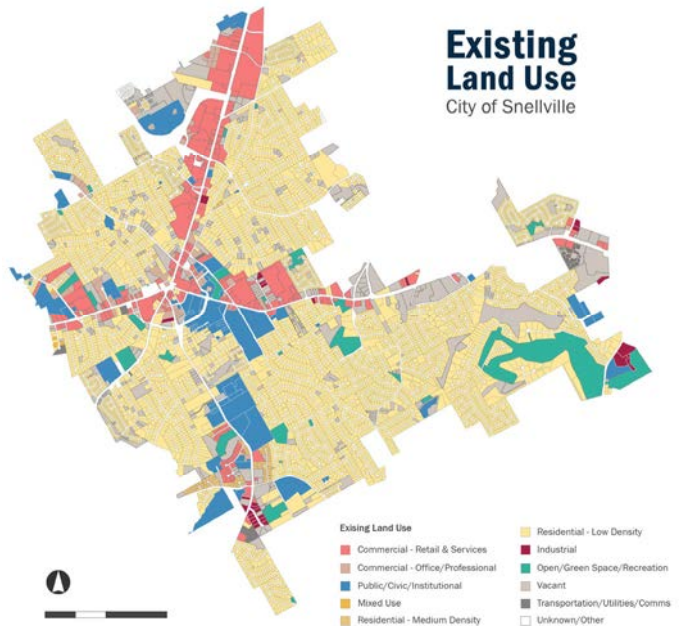 Existing
Land Use
City of Snellville
Exising Land Use
Commercial - Retail & Services
Commercial - Office/Professional
Public/Civic/Institutional
Mixed Use
Residential - Medium Density
Residential - Low Density
Industrial
Open/Green Space/Recreation
Vacant
Transportation/Utilities/Comms
Unknown/Other